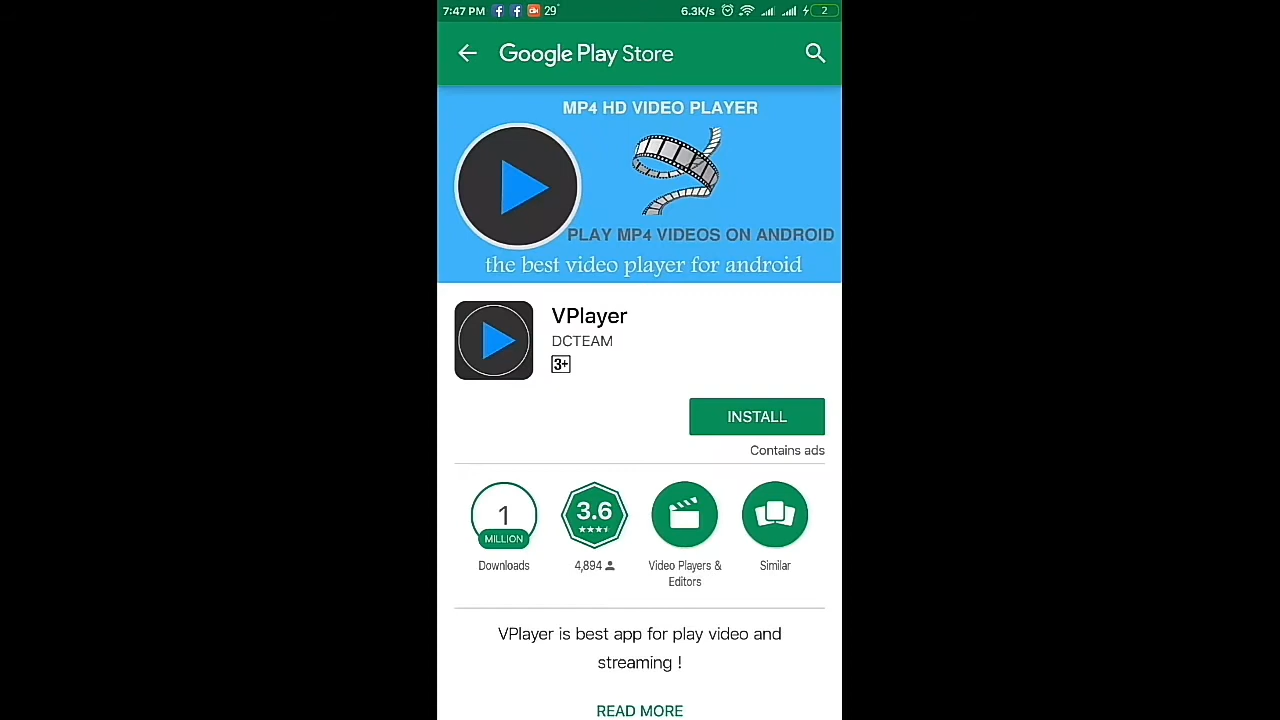 7:47 PM 29° 6.3K/s 2
Google Play Store
MP4 HD VIDEO PLAYER
PLAY MP4 VIDEOS ON ANDROID
the best video player for android
VPlayer
DCTEAM
3+
INSTALL
Contains ads
1
MILLION
Downloads
3.6
4,894
Video Players &
Editors
Similar
VPlayer is best app for play video and
streaming !
READ MORE